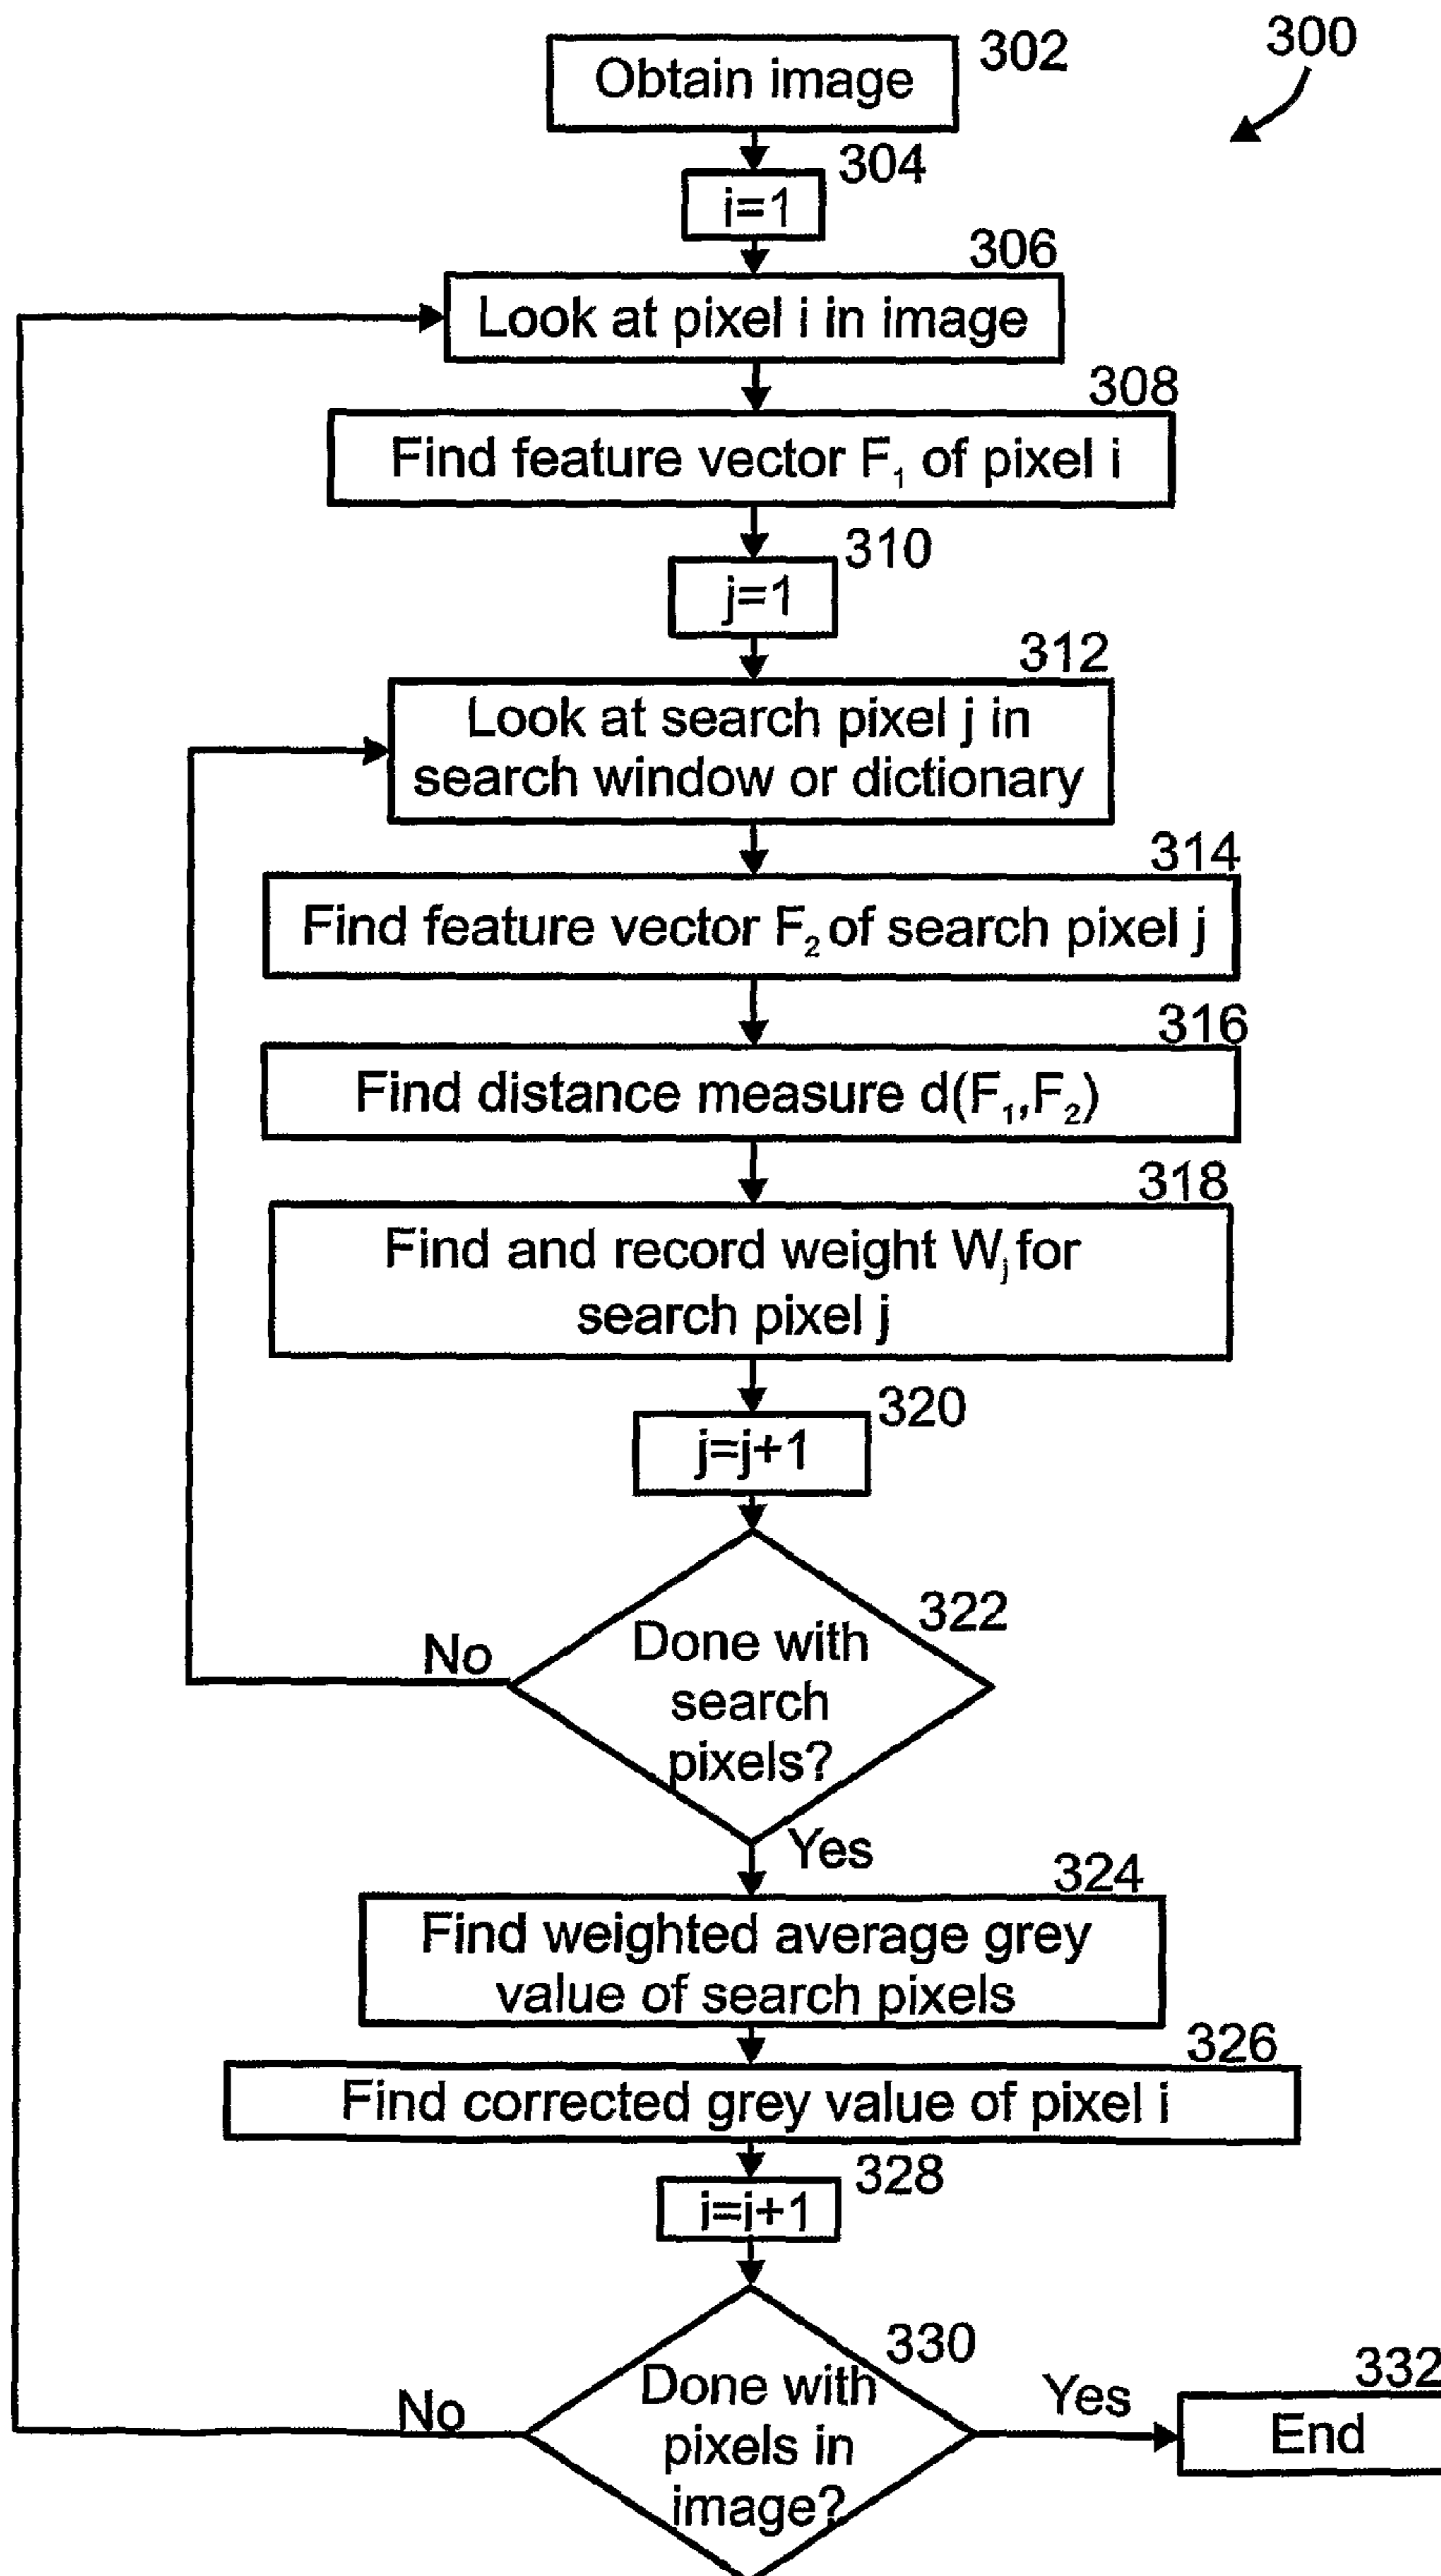 300
302
Obtain image
304
i=1
306
Look at pixel i in image
308
Find feature vector F₁ of pixel i
310
j=1
312
Look at search pixel j in
search window or dictionary
314
Find feature vector F₂ of search pixel j
316
Find distance measure d(F₁,F₂)
318
Find and record weight Wⱼ for
search pixel j
320
j=j+1
322
Done with
search
pixels?
No
Yes
324
Find weighted average grey
value of search pixels
326
Find corrected grey value of pixel i
328
i=i+1
330
Done with
pixels in
image?
No
Yes
332
End